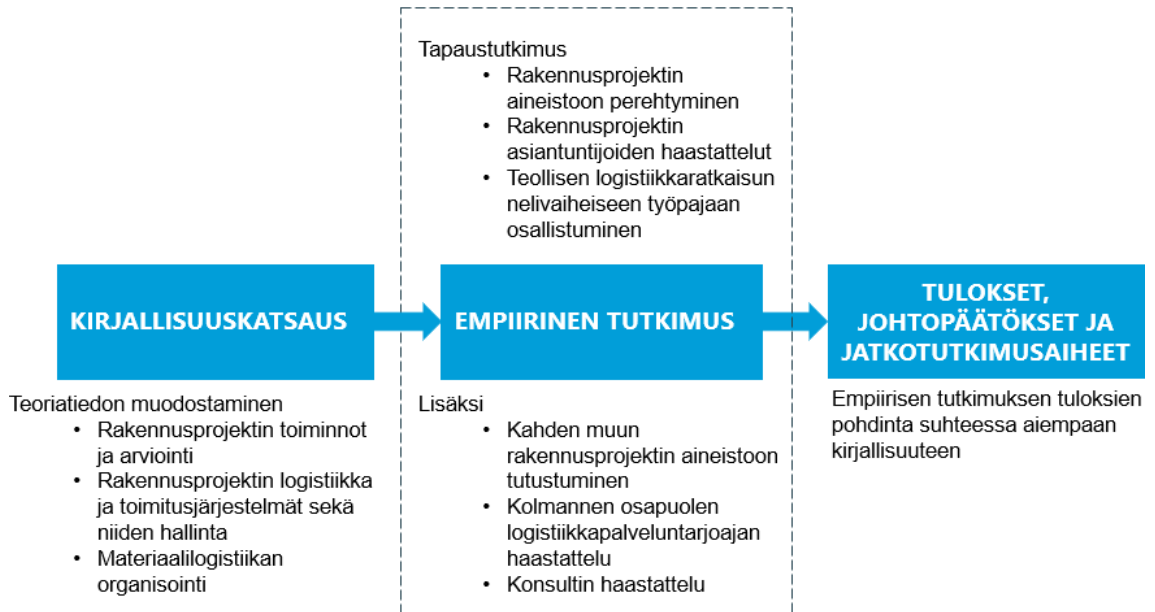 Tapaustutkimus
• Rakennusprojektin
aineistoon perehtyminen
• Rakennusprojektin
asiantuntijoiden haastattelut
• Teollisen logistiikkaratkaisun
nelivaiheiseen työpajaan
osallistuminen
KIRJALLISUUSKATSAUS
EMPIIRINEN TUTKIMUS
TULOKSET,
JOHTOPÄÄTÖKSET JA
JATKOTUTKIMUSAIHEET
Teoriatiedon muodostaminen
• Rakennusprojektin toiminnot
ja arviointi
• Rakennusprojektin logistiikka
ja toimitusjärjestelmät sekä
niiden hallinta
• Materiaalilogistiikan
organisointi
Lisäksi
• Kahden muun
rakennusprojektin aineistoon
tutustuminen
• Kolmannen osapuolen
logistiikkapalveluntarjoajan
haastattelu
• Konsultin haastattelu
Empiirisen tutkimuksen tuloksien
pohdinta suhteessa aiempaan
kirjallisuuteen